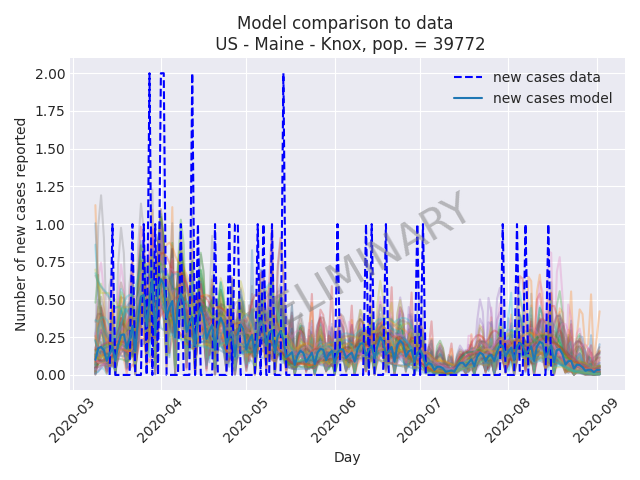 Model comparison to data
US - Maine - Knox, pop. = 39772
new cases data
new cases model
Number of new cases reported
2.00
1.75
1.50
1.25
1.00
0.75
0.50
0.25
0.00
2020-03
2020-04
2020-05
2020-06
2020-07
2020-08
2020-09
Day